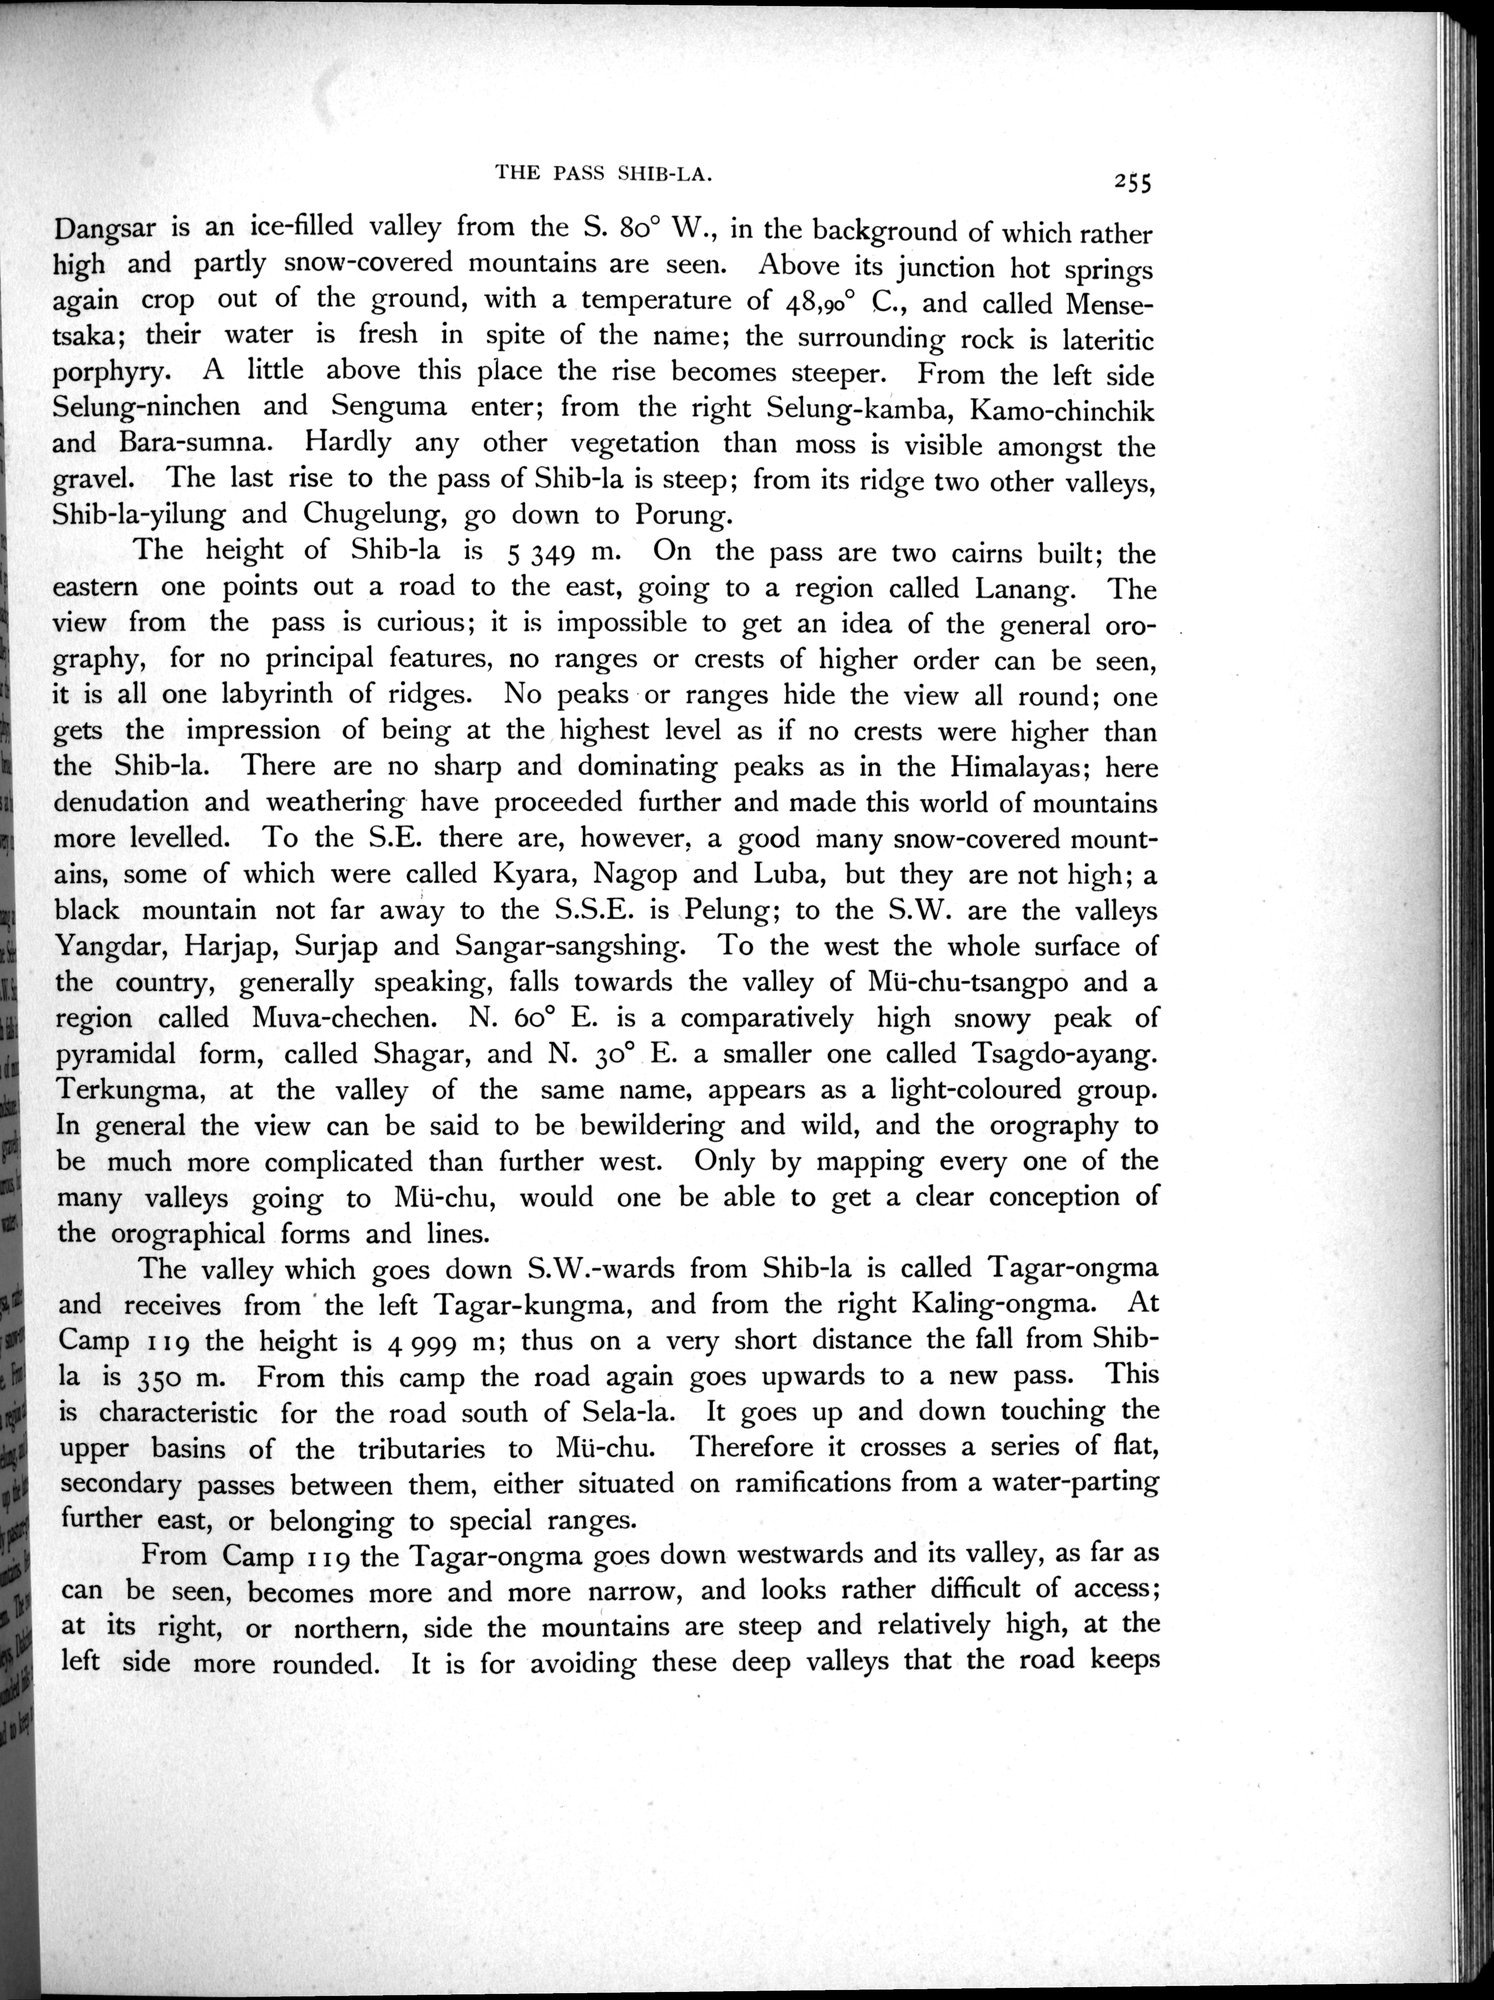 THE PASS SHIB-LA.
255
Dangsar is an ice-filled valley from the S. 80° W., in the background of which rather
high and partly snow-covered mountains are seen. Above its junction hot springs
again crop out of the ground, with a temperature of 48,90° C., and called Mense-
tsaka; their water is fresh in spite of the name; the surrounding rock is lateritic
porphyry. A little above this place the rise becomes steeper. From the left side
Selung-ninchen and Senguma enter; from the right Selung-kamba, Kamo-chinchik
and Bara-sumna. Hardly any other vegetation than moss is visible amongst the
gravel. The last rise to the pass of Shib-la is steep; from its ridge two other valleys,
Shib-la-yilung and Chugelung, go down to Porung.
The height of Shib-la is 5 349 m. On the pass are two cairns built; the
eastern one points out a road to the east, going to a region called Lanang. The
view from the pass is curious; it is impossible to get an idea of the general oro-
graphy, for no principal features, no ranges or crests of higher order can be seen,
it is all one labyrinth of ridges. No peaks or ranges hide the view all round; one
gets the impression of being at the highest level as if no crests were higher than
the Shib-la. There are no sharp and dominating peaks as in the Himalayas; here
denudation and weathering have proceeded further and made this world of mountains
more levelled. To the S.E. there are, however, a good many snow-covered mount-
ains, some of which were called Kyara, Nagop and Luba, but they are not high; a
black mountain not far away to the S.S.E. is Pelung; to the S.W. are the valleys
Yangdar, Harjap, Surjap and Sangar-sangshing. To the west the whole surface of
the country, generally speaking, falls towards the valley of Mü-chu-tsangpo and a
region called Muva-chechen. N. 60° E. is a comparatively high snowy peak of
pyramidal form, called Shagar, and N. 30° E. a smaller one called Tsagdo-ayang.
Terkungma, at the valley of the same name, appears as a light-coloured group.
In general the view can be said to be bewildering and wild, and the orography to
be much more complicated than further west. Only by mapping every one of the
many valleys going to Mü-chu, would one be able to get a clear conception of
the orographical forms and lines.
The valley which goes down S.W.-wards from Shib-la is called Tagar-ongma
and receives from the left Tagar-kungma, and from the right Kaling-ongma. At
Camp 119 the height is 4 999 m; thus on a very short distance the fall from Shib-
la is 350 m. From this camp the road again goes upwards to a new pass. This
is characteristic for the road south of Sela-la. It goes up and down touching the
upper basins of the tributaries to Mü-chu. Therefore it crosses a series of flat,
secondary passes between them, either situated on ramifications from a water-parting
further east, or belonging to special ranges.
From Camp 119 the Tagar-ongma goes down westwards and its valley, as far as
can be seen, becomes more and more narrow, and looks rather difficult of access;
at its right, or northern, side the mountains are steep and relatively high, at the
left side more rounded. It is for avoiding these deep valleys that the road keeps